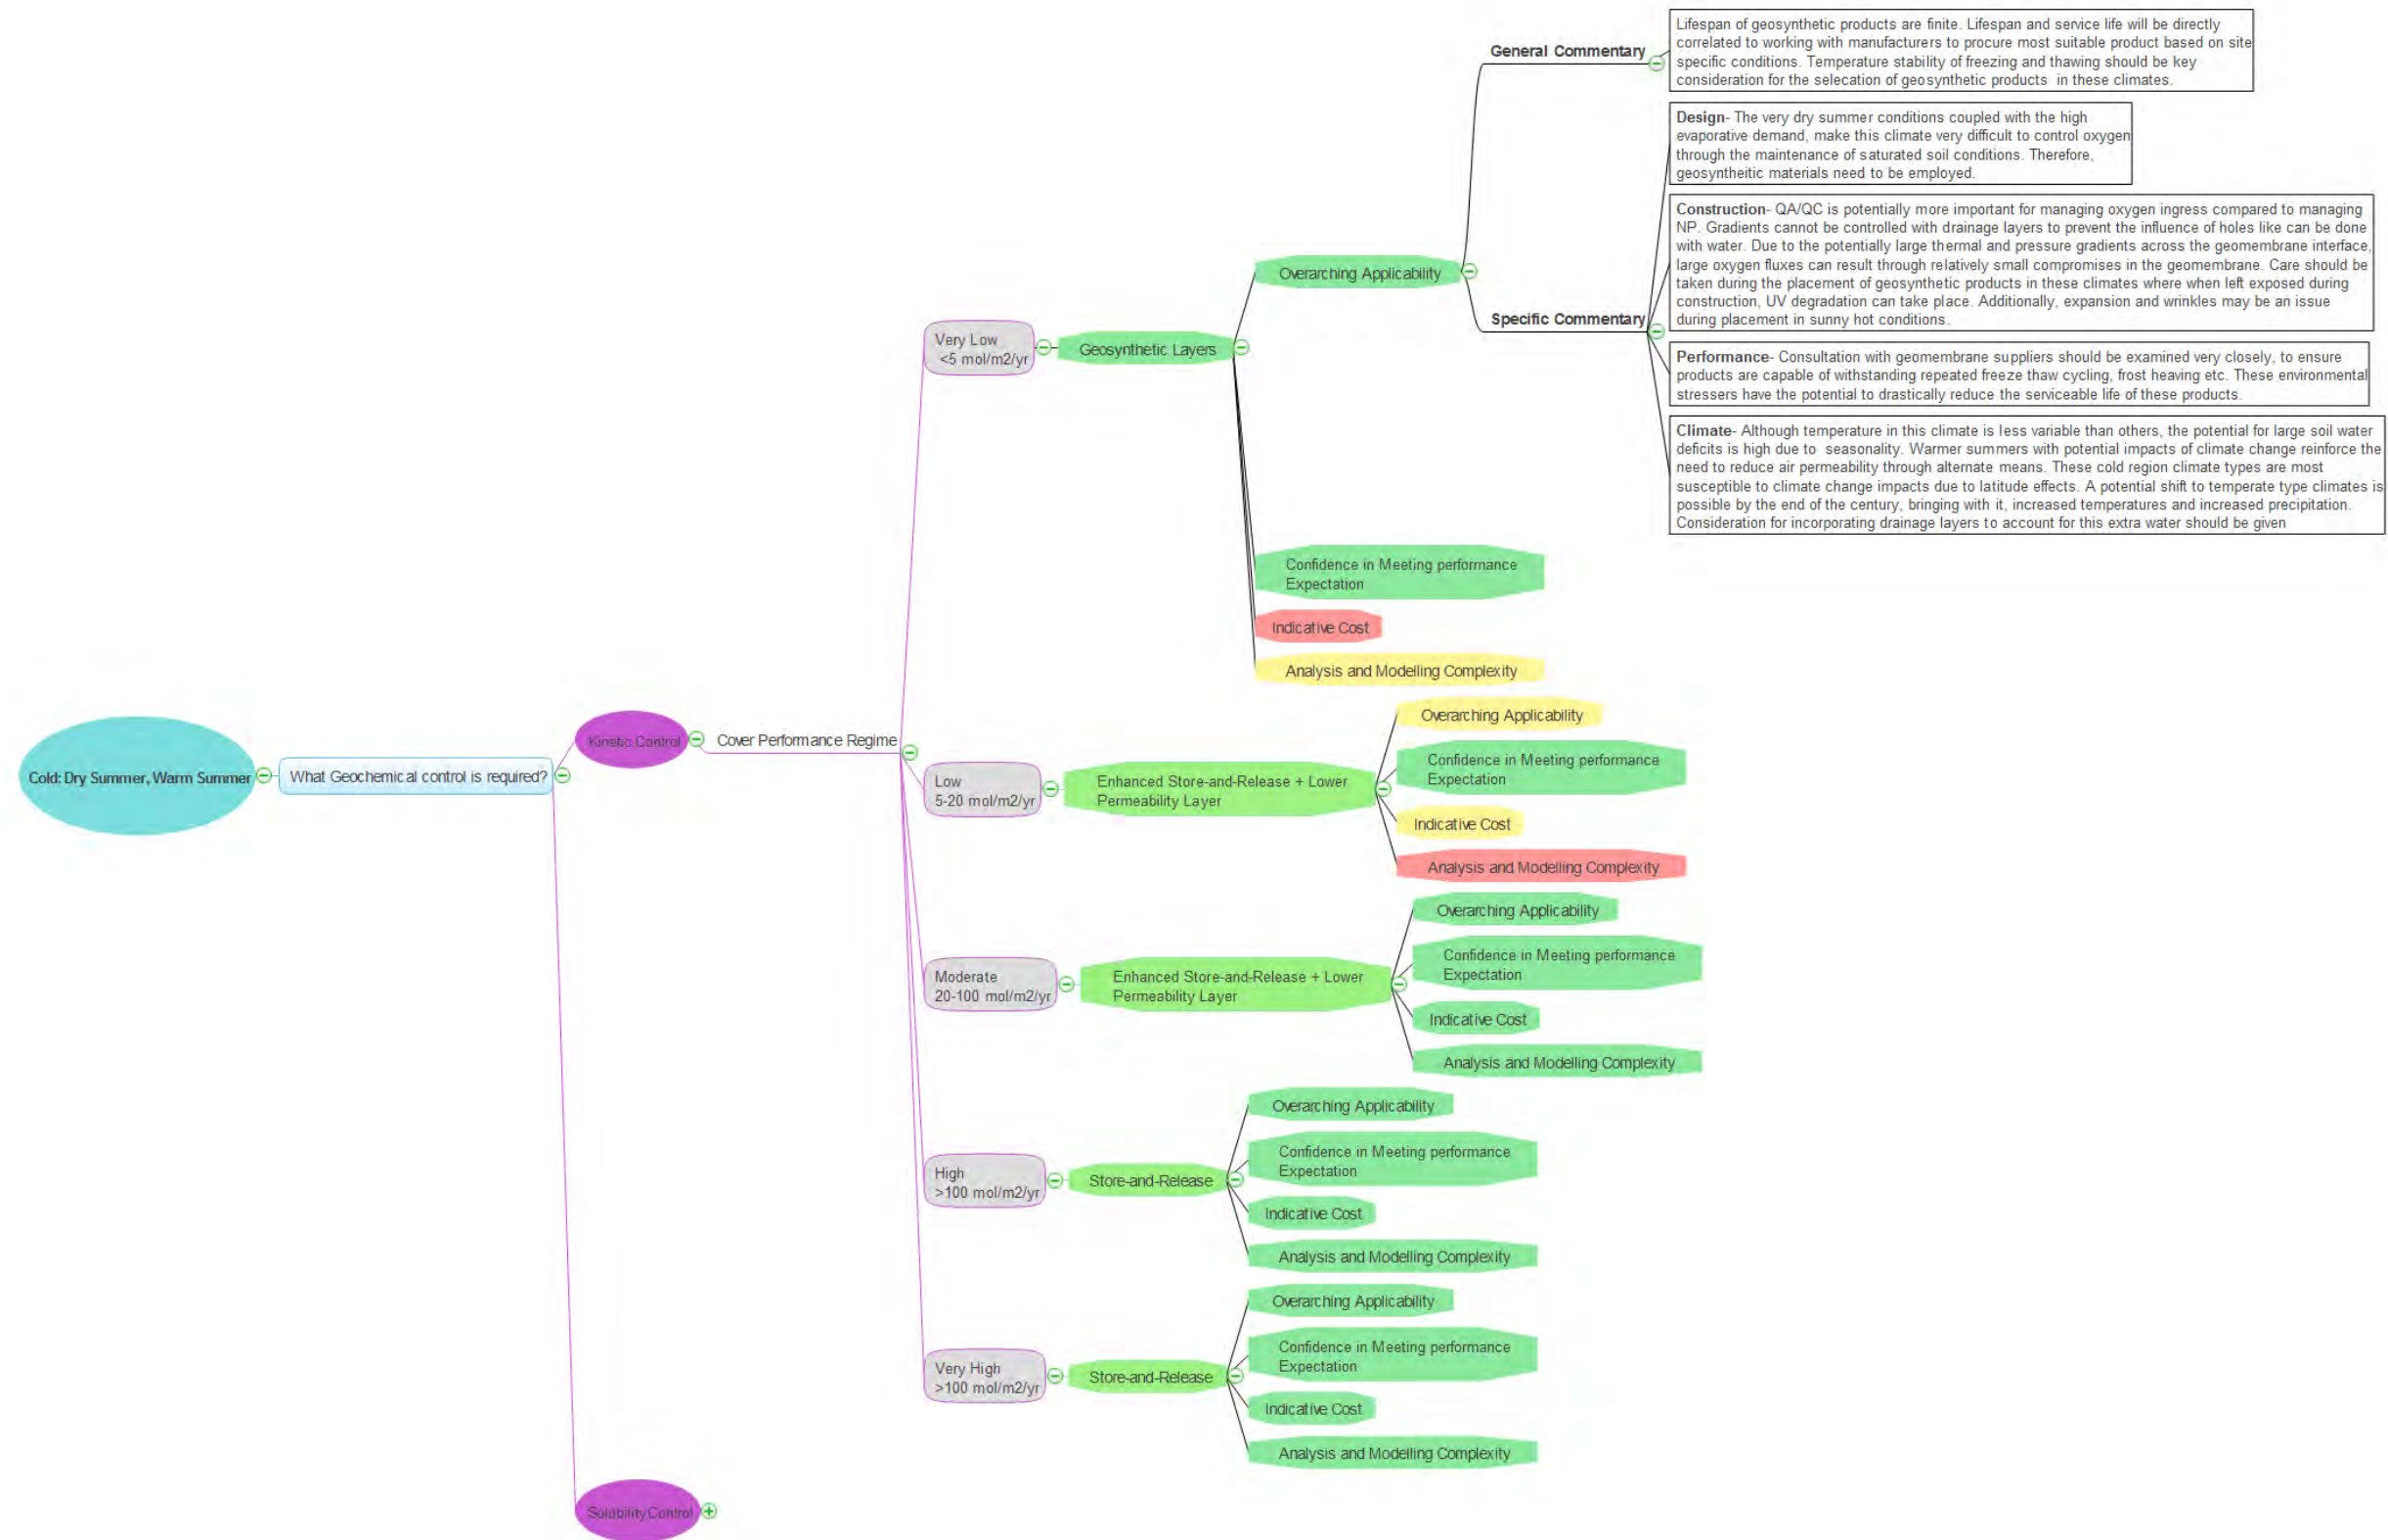 Cold: Dry Summer, Warm Summer
What Geochemical control is required?
Kinetic Control
Cover Performance Regime
Very Low
<5 mol/m2/yr
Geosynthetic Layers
Overarching Applicability
General Commentary
Lifespan of geosynthetic products are finite. Lifespan and service life will be directly
correlated to working with manufacturers to procure most suitable product based on site
specific conditions. Temperature stability of freezing and thawing should be key
consideration for the selecation of geosynthetic products in these climates.
Specific Commentary
Design- The very dry summer conditions coupled with the high
evaporative demand, make this climate very difficult to control oxygen
through the maintenance of saturated soil conditions. Therefore,
geosyntheitic materials need to be employed.
Construction- QA/QC is potentially more important for managing oxygen ingress compared to managing
NP. Gradients cannot be controlled with drainage layers to prevent the influence of holes like can be done
with water. Due to the potentially large thermal and pressure gradients across the geomembrane interface,
large oxygen fluxes can result through relatively small compromises in the geomembrane. Care should be
taken during the placement of geosynthetic products in these climates where when left exposed during
construction, UV degradation can take place. Additionally, expansion and wrinkles may be an issue
during placement in sunny hot conditions.
Performance- Consultation with geomembrane suppliers should be examined very closely, to ensure
products are capable of withstanding repeated freeze thaw cycling, frost heaving etc. These environmental
stressers have the potential to drastically reduce the serviceable life of these products.
Climate- Although temperature in this climate is less variable than others, the potential for large soil water
deficits is high due to seasonality. Warmer summers with potential impacts of climate change reinforce the
need to reduce air permeability through alternate means. These cold region climate types are most
susceptible to climate change impacts due to latitude effects. A potential shift to temperate type climates is
possible by the end of the century, bringing with it, increased temperatures and increased precipitation.
Consideration for incorporating drainage layers to account for this extra water should be given
Confidence in Meeting performance
Expectation
Indicative Cost
Analysis and Modelling Complexity
Low
5-20 mol/m2/yr
Enhanced Store-and-Release + Lower
Permeability Layer
Overarching Applicability
Confidence in Meeting performance
Expectation
Indicative Cost
Analysis and Modelling Complexity
Moderate
20-100 mol/m2/yr
Enhanced Store-and-Release + Lower
Permeability Layer
Overarching Applicability
Confidence in Meeting performance
Expectation
Indicative Cost
Analysis and Modelling Complexity
High
>100 mol/m2/yr
Store-and-Release
Overarching Applicability
Confidence in Meeting performance
Expectation
Indicative Cost
Analysis and Modelling Complexity
Very High
>100 mol/m2/yr
Store-and-Release
Overarching Applicability
Confidence in Meeting performance
Expectation
Indicative Cost
Analysis and Modelling Complexity
Solubility Control